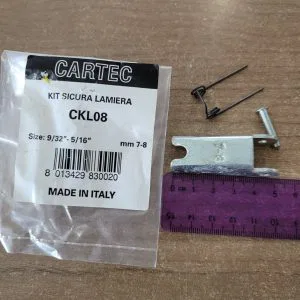 CARTEC
KIT SICURA LAMIERA
CKL08
Size: 9/32"- 5/16" mm 7-8
8 013429 830020
MADE IN ITALY